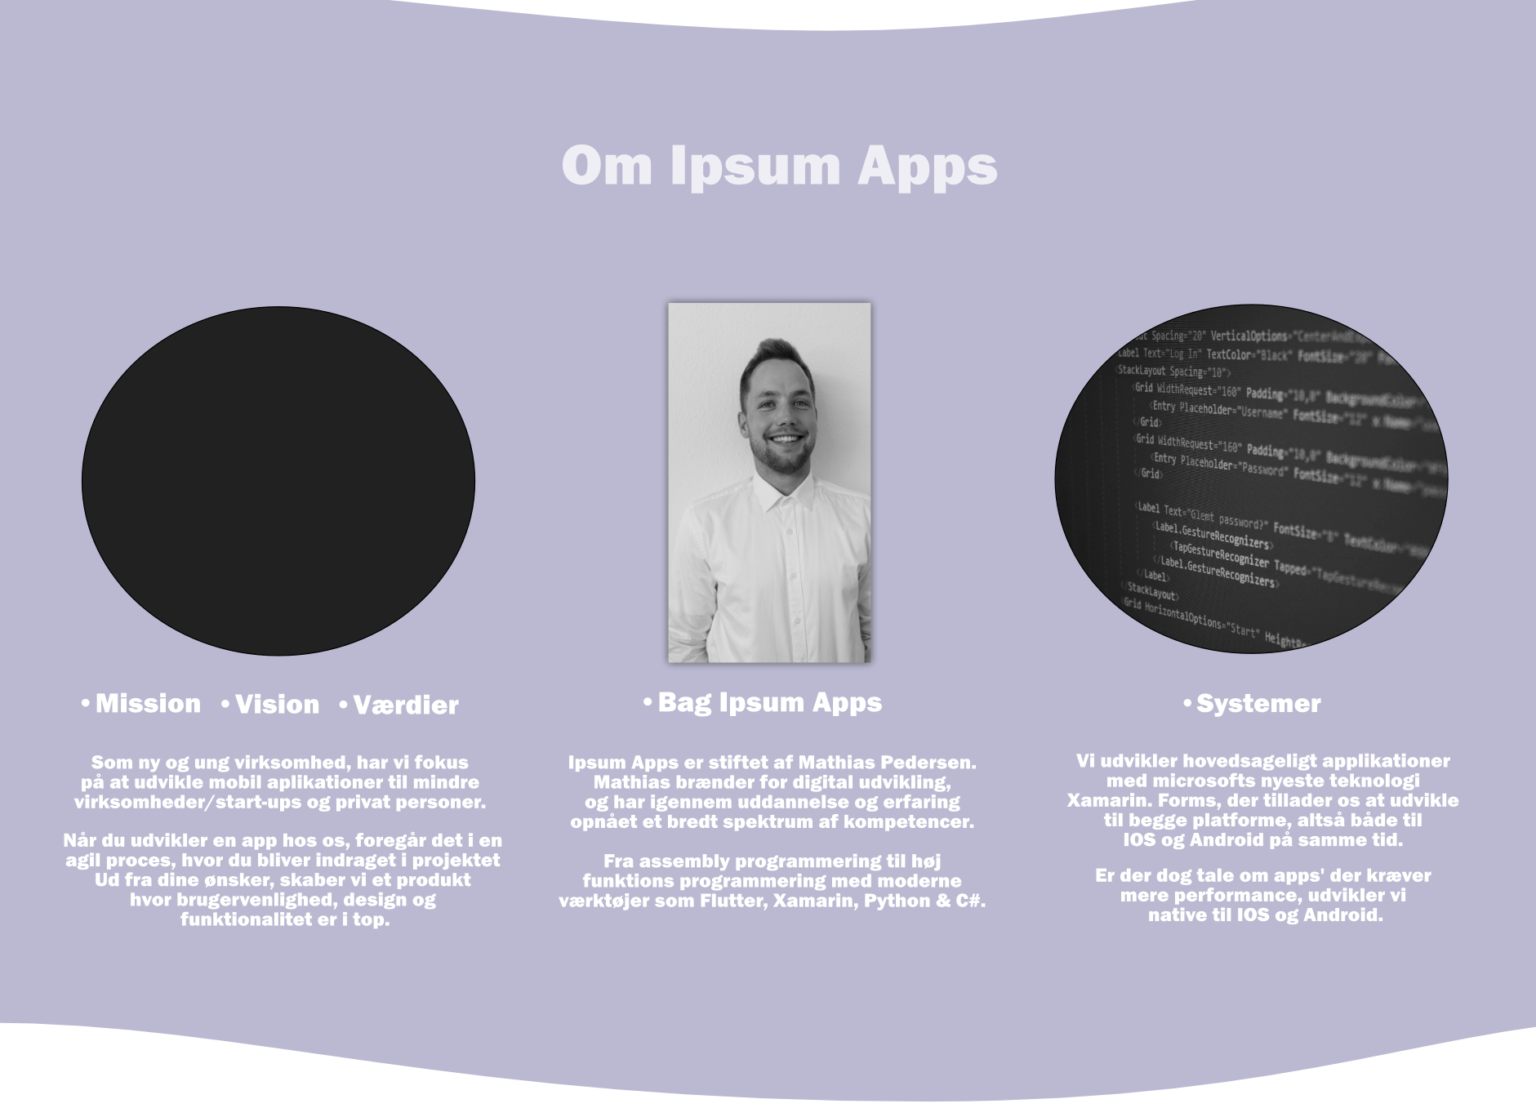 Om Ipsum Apps
ut Spacing="20" VerticalOptions=
Label Text="Log In" TextColor="Black" FontSize="20"
<StackLayout Spacing="10">
<Grid WidthRequest="160" Padding="10,0" BackgroundColor=
<Entry Placeholder="Username" FontSize="12" x:Name=
</Grid>
<Grid WidthRequest="160" Padding="10,0" BackgroundColor=
<Entry Placeholder="Password" FontSize="12" x:Name=
</Grid>
<Label Text="Glemt password?" FontSize="8" TextColor=
<Label.GestureRecognizers>
<TapGestureRecognizer Tapped="TapGestureReco
</Label.GestureRecognizers>
</Label>
</StackLayout>
<Grid HorizontalOptions="Start" HeightR
• Mission • Vision • Værdier
Som ny og ung virksomhed, har vi fokus
på at udvikle mobil aplikationer til mindre
virksomheder/start-ups og privat personer.
Når du udvikler en app hos os, foregår det i en
agil proces, hvor du bliver indraget i projektet
Ud fra dine ønsker, skaber vi et produkt
hvor brugervenlighed, design og
funktionalitet er i top.
• Bag Ipsum Apps
Ipsum Apps er stiftet af Mathias Pedersen.
Mathias brænder for digital udvikling,
og har igennem uddannelse og erfaring
opnået et bredt spektrum af kompetencer.
Fra assembly programmering til høj
funktions programmering med moderne
værktøjer som Flutter, Xamarin, Python & C#.
• Systemer
Vi udvikler hovedsageligt applikationer
med microsofts nyeste teknologi
Xamarin. Forms, der tillader os at udvikle
til begge platforme, altså både til
IOS og Android på samme tid.
Er der dog tale om apps' der kræver
mere performance, udvikler vi
native til IOS og Android.